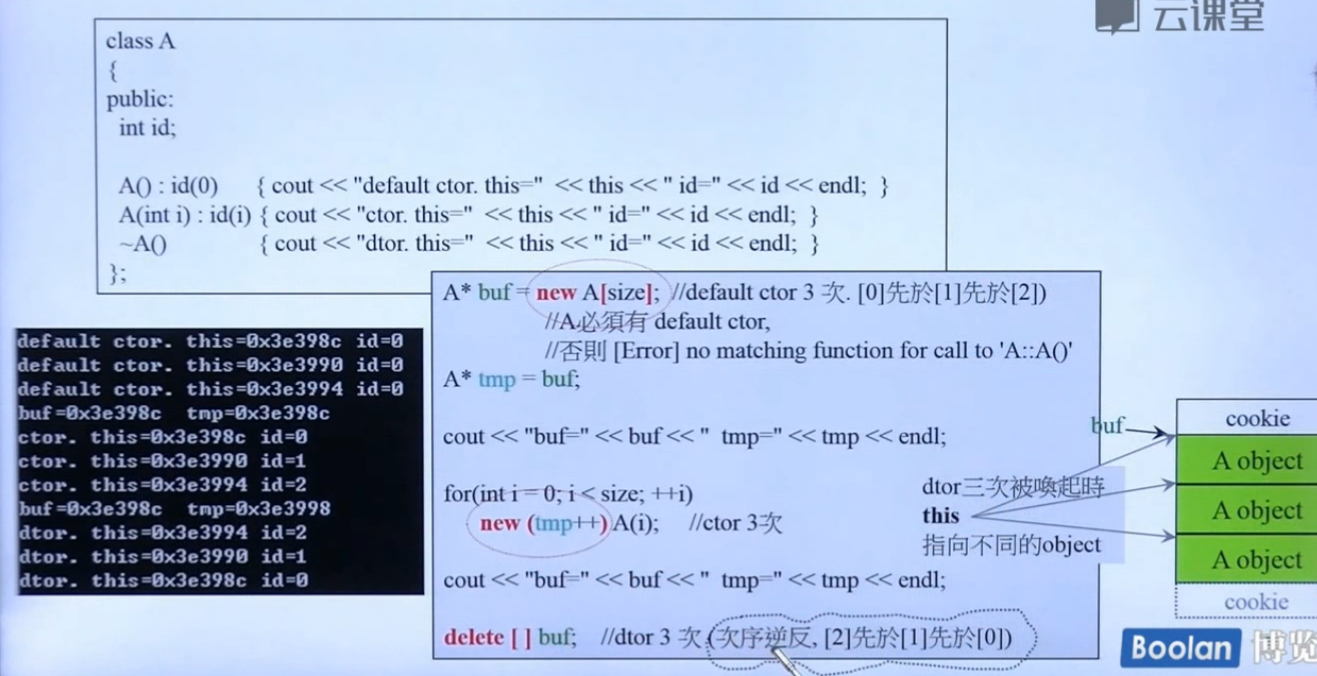 云课堂
class A
{
public:
int id;
A() : id(0) { cout << "default ctor. this=" << this << " id=" << id << endl; }
A(int i) : id(i) { cout << "ctor. this=" << this << " id=" << id << endl; }
~A() { cout << "dtor. this=" << this << " id=" << id << endl; }
};
A* buf = new A[size]; //default ctor 3 次. [0]先於[1]先於[2])
//A必須有 default ctor,
//否則 [Error] no matching function for call to 'A::A()'
A* tmp = buf;
cout << "buf=" << buf << " tmp=" << tmp << endl;
for(int i = 0; i < size; ++i)
new (tmp++) A(i); //ctor 3次
cout << "buf=" << buf << " tmp=" << tmp << endl;
delete [ ] buf; //dtor 3 次 (次序逆反, [2]先於[1]先於[0])
default ctor. this=0x3e398c id=0
default ctor. this=0x3e3990 id=0
default ctor. this=0x3e3994 id=0
buf=0x3e398c tmp=0x3e398c
ctor. this=0x3e398c id=0
ctor. this=0x3e3990 id=1
ctor. this=0x3e3994 id=2
buf=0x3e398c tmp=0x3e3998
dtor. this=0x3e3994 id=2
dtor. this=0x3e3990 id=1
dtor. this=0x3e398c id=0
buf
dtor三次被喚起時
this
指向不同的object
cookie
A object
A object
A object
cookie
Boolan 博览